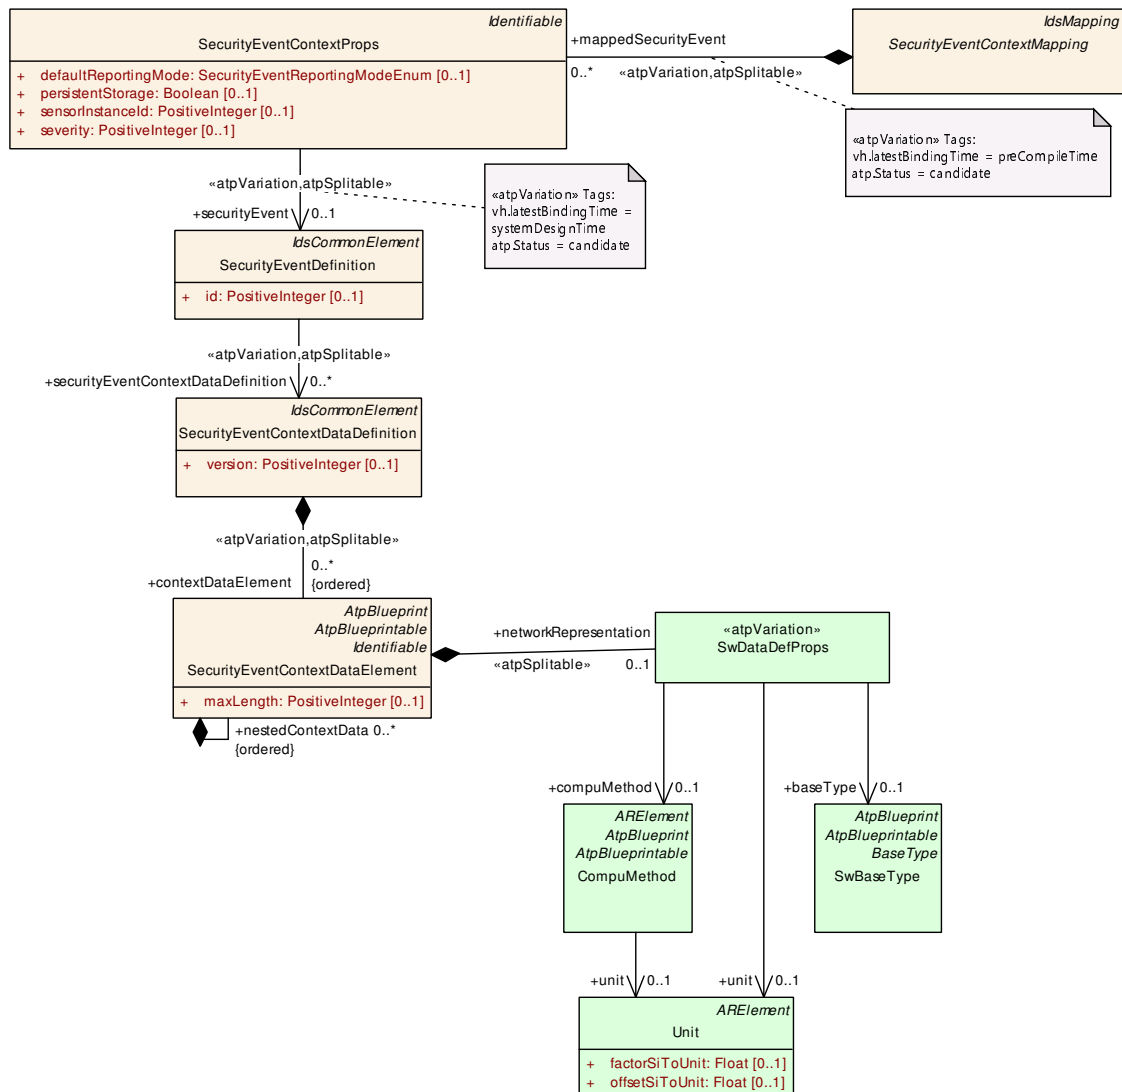 Identifiable
SecurityEventContextProps
+ defaultReportingMode: SecurityEventReportingModeEnum [0..1]
+ persistentStorage: Boolean [0..1]
+ sensorInstanceId: PositiveInteger [0..1]
+ severity: PositiveInteger [0..1]
+mappedSecurityEvent
0..*
«atpVariation,atpSplitable»
IdsMapping
SecurityEventContextMapping
«atpVariation» Tags:
vh.latestBindingTime = preCompileTime
atp.Status = candidate
«atpVariation,atpSplitable»
+securityEvent 0..1
«atpVariation» Tags:
vh.latestBindingTime =
systemDesignTime
atp.Status = candidate
IdsCommonElement
SecurityEventDefinition
+ id: PositiveInteger [0..1]
«atpVariation,atpSplitable»
+securityEventContextDataDefinition 0..*
IdsCommonElement
SecurityEventContextDataDefinition
+ version: PositiveInteger [0..1]
«atpVariation,atpSplitable»
0..*
+contextDataElement {ordered}
AtpBlueprint
AtpBlueprintable
Identifiable
SecurityEventContextDataElement
+ maxLength: PositiveInteger [0..1]
+nestedContextData 0..*
{ordered}
+networkRepresentation
«atpSplitable» 0..1
«atpVariation»
SwDataDefProps
+compuMethod 0..1
+baseType 0..1
ARElement
AtpBlueprint
AtpBlueprintable
CompuMethod
AtpBlueprint
AtpBlueprintable
BaseType
SwBaseType
+unit 0..1
+unit 0..1
ARElement
Unit
+ factorSiToUnit: Float [0..1]
+ offsetSiToUnit: Float [0..1]